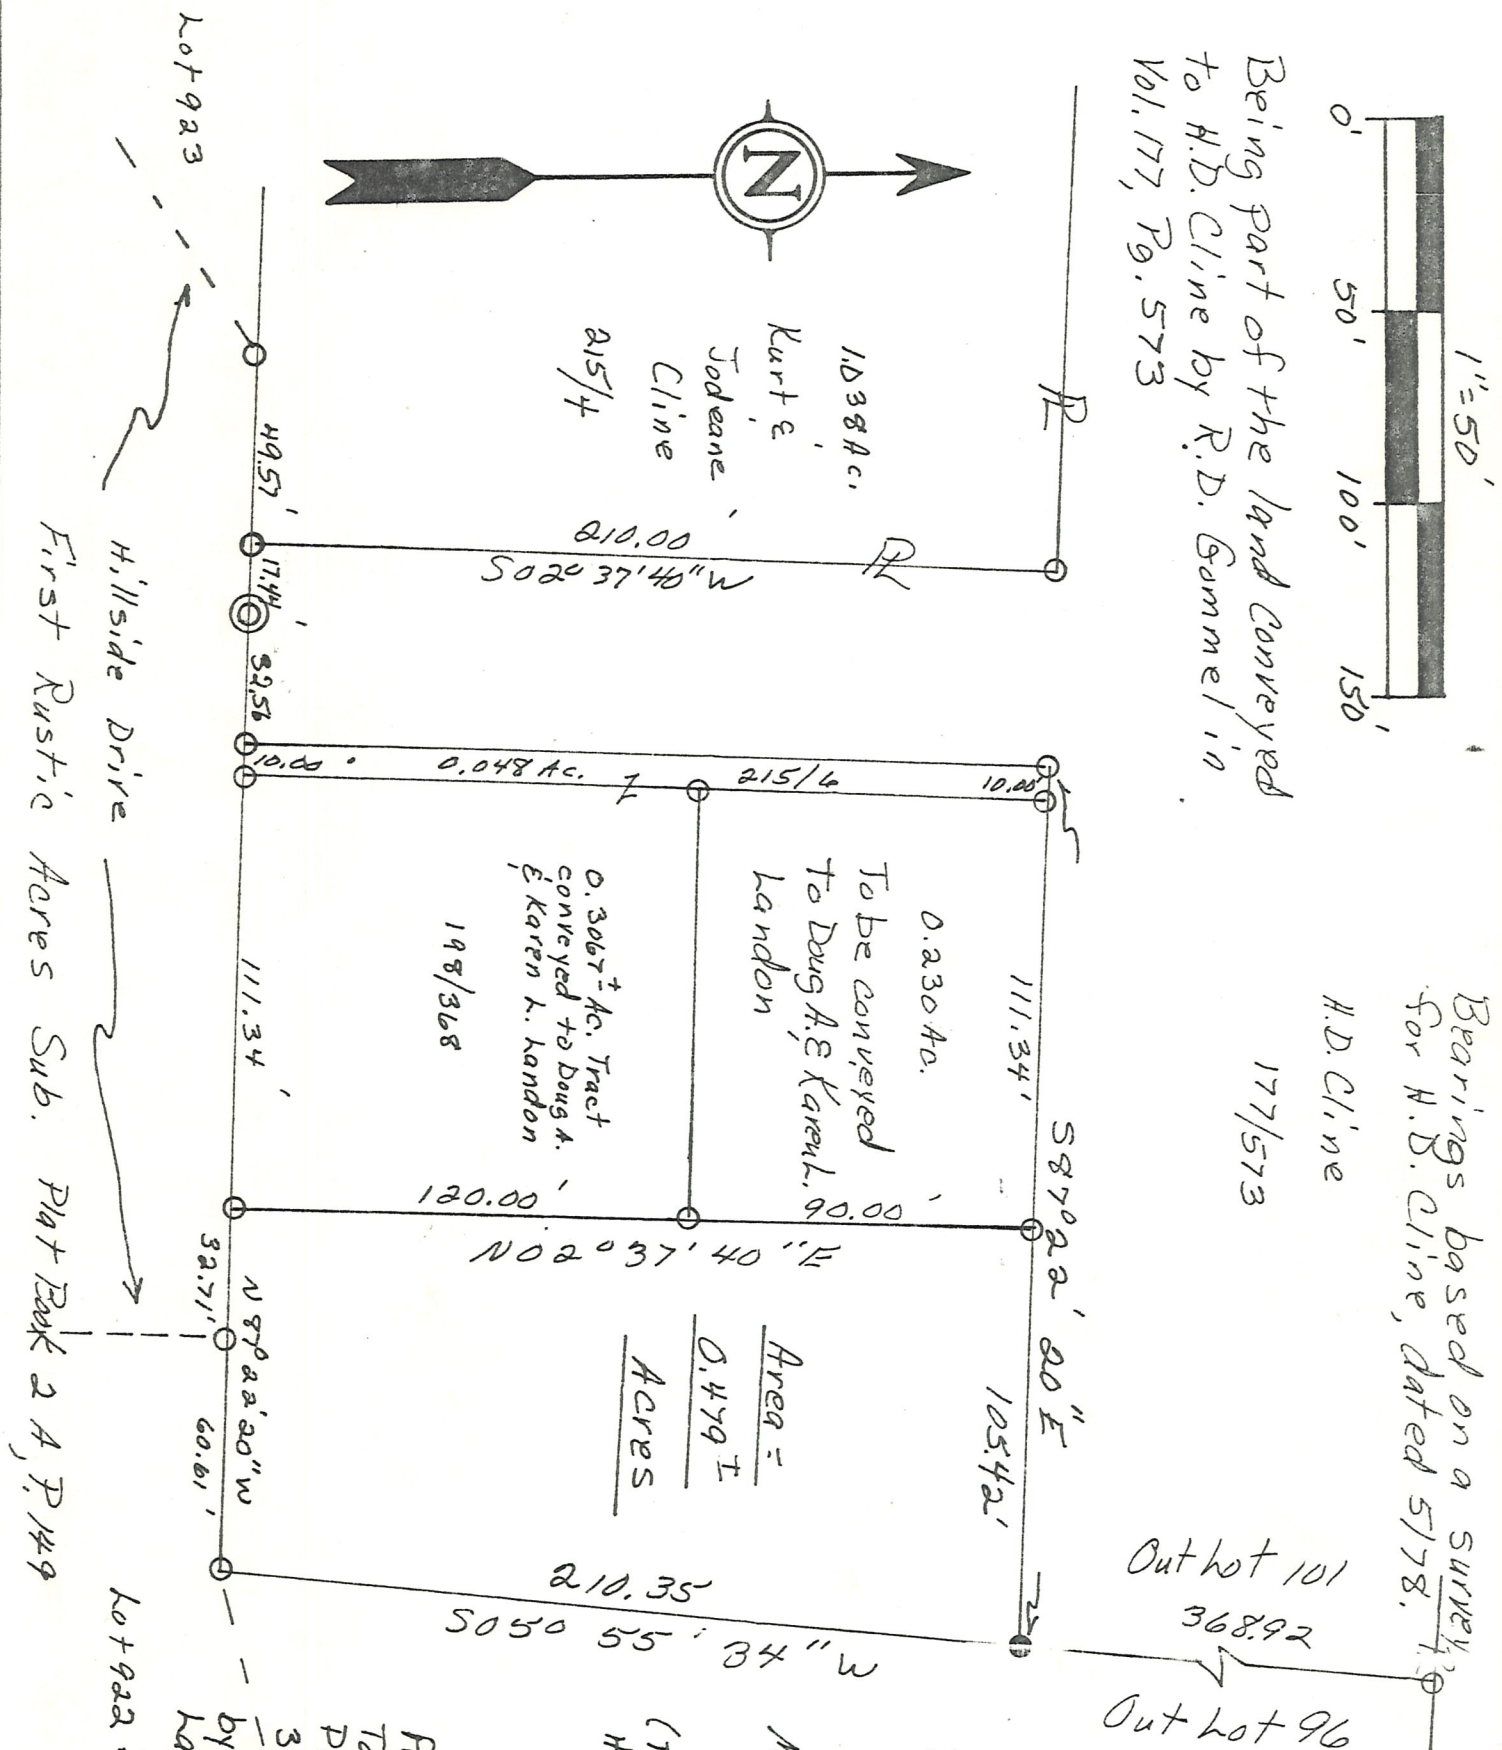 1"=50'
0' 50' 100' 150'
Being part of the land conveyed
to H.D. Cline by R.D. Gommel in
Vol. 177, Pg. 573
Bearings based on a survey
for H.D. Cline, dated 5/78.
H.D. Cline
177/573
Out Lot 101
368.92
Out Lot 96
N
PL
1.038 Ac.
Kurt &
Jodeane
Cline
215/4
210.00
S02° 37' 40" W
PL
10.00'
215/6
0.048 Ac.
10.00
111.34'
S87° 22' 20" E
105.42'
0.230 Ac.
To be conveyed
to Doug A. & Karen L.
Landon
90.00'
0.3067± Ac. Tract
conveyed to Doug A.
& Karen L. Landon
198/368
120.00'
N02° 37' 40" E
Area =
0.479 ±
Acres
210.35
S05° 55' 34" W
Lot 923
49.57'
17.44'
32.56
111.34'
32.71'
N 87° 22' 20" W
60.61'
Hillside Drive
First Rustic Acres Sub. Plat Book 2 A, P. 149
Lot 922
by